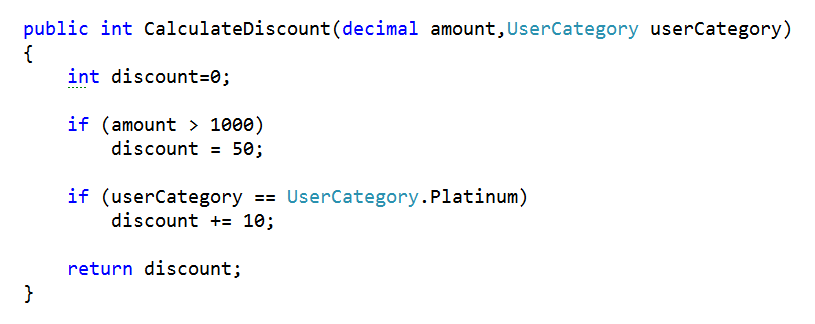 public int CalculateDiscount(decimal amount,UserCategory userCategory)
{
    int discount=0;

    if (amount > 1000)
        discount = 50;

    if (userCategory == UserCategory.Platinum)
        discount += 10;

    return discount;
}